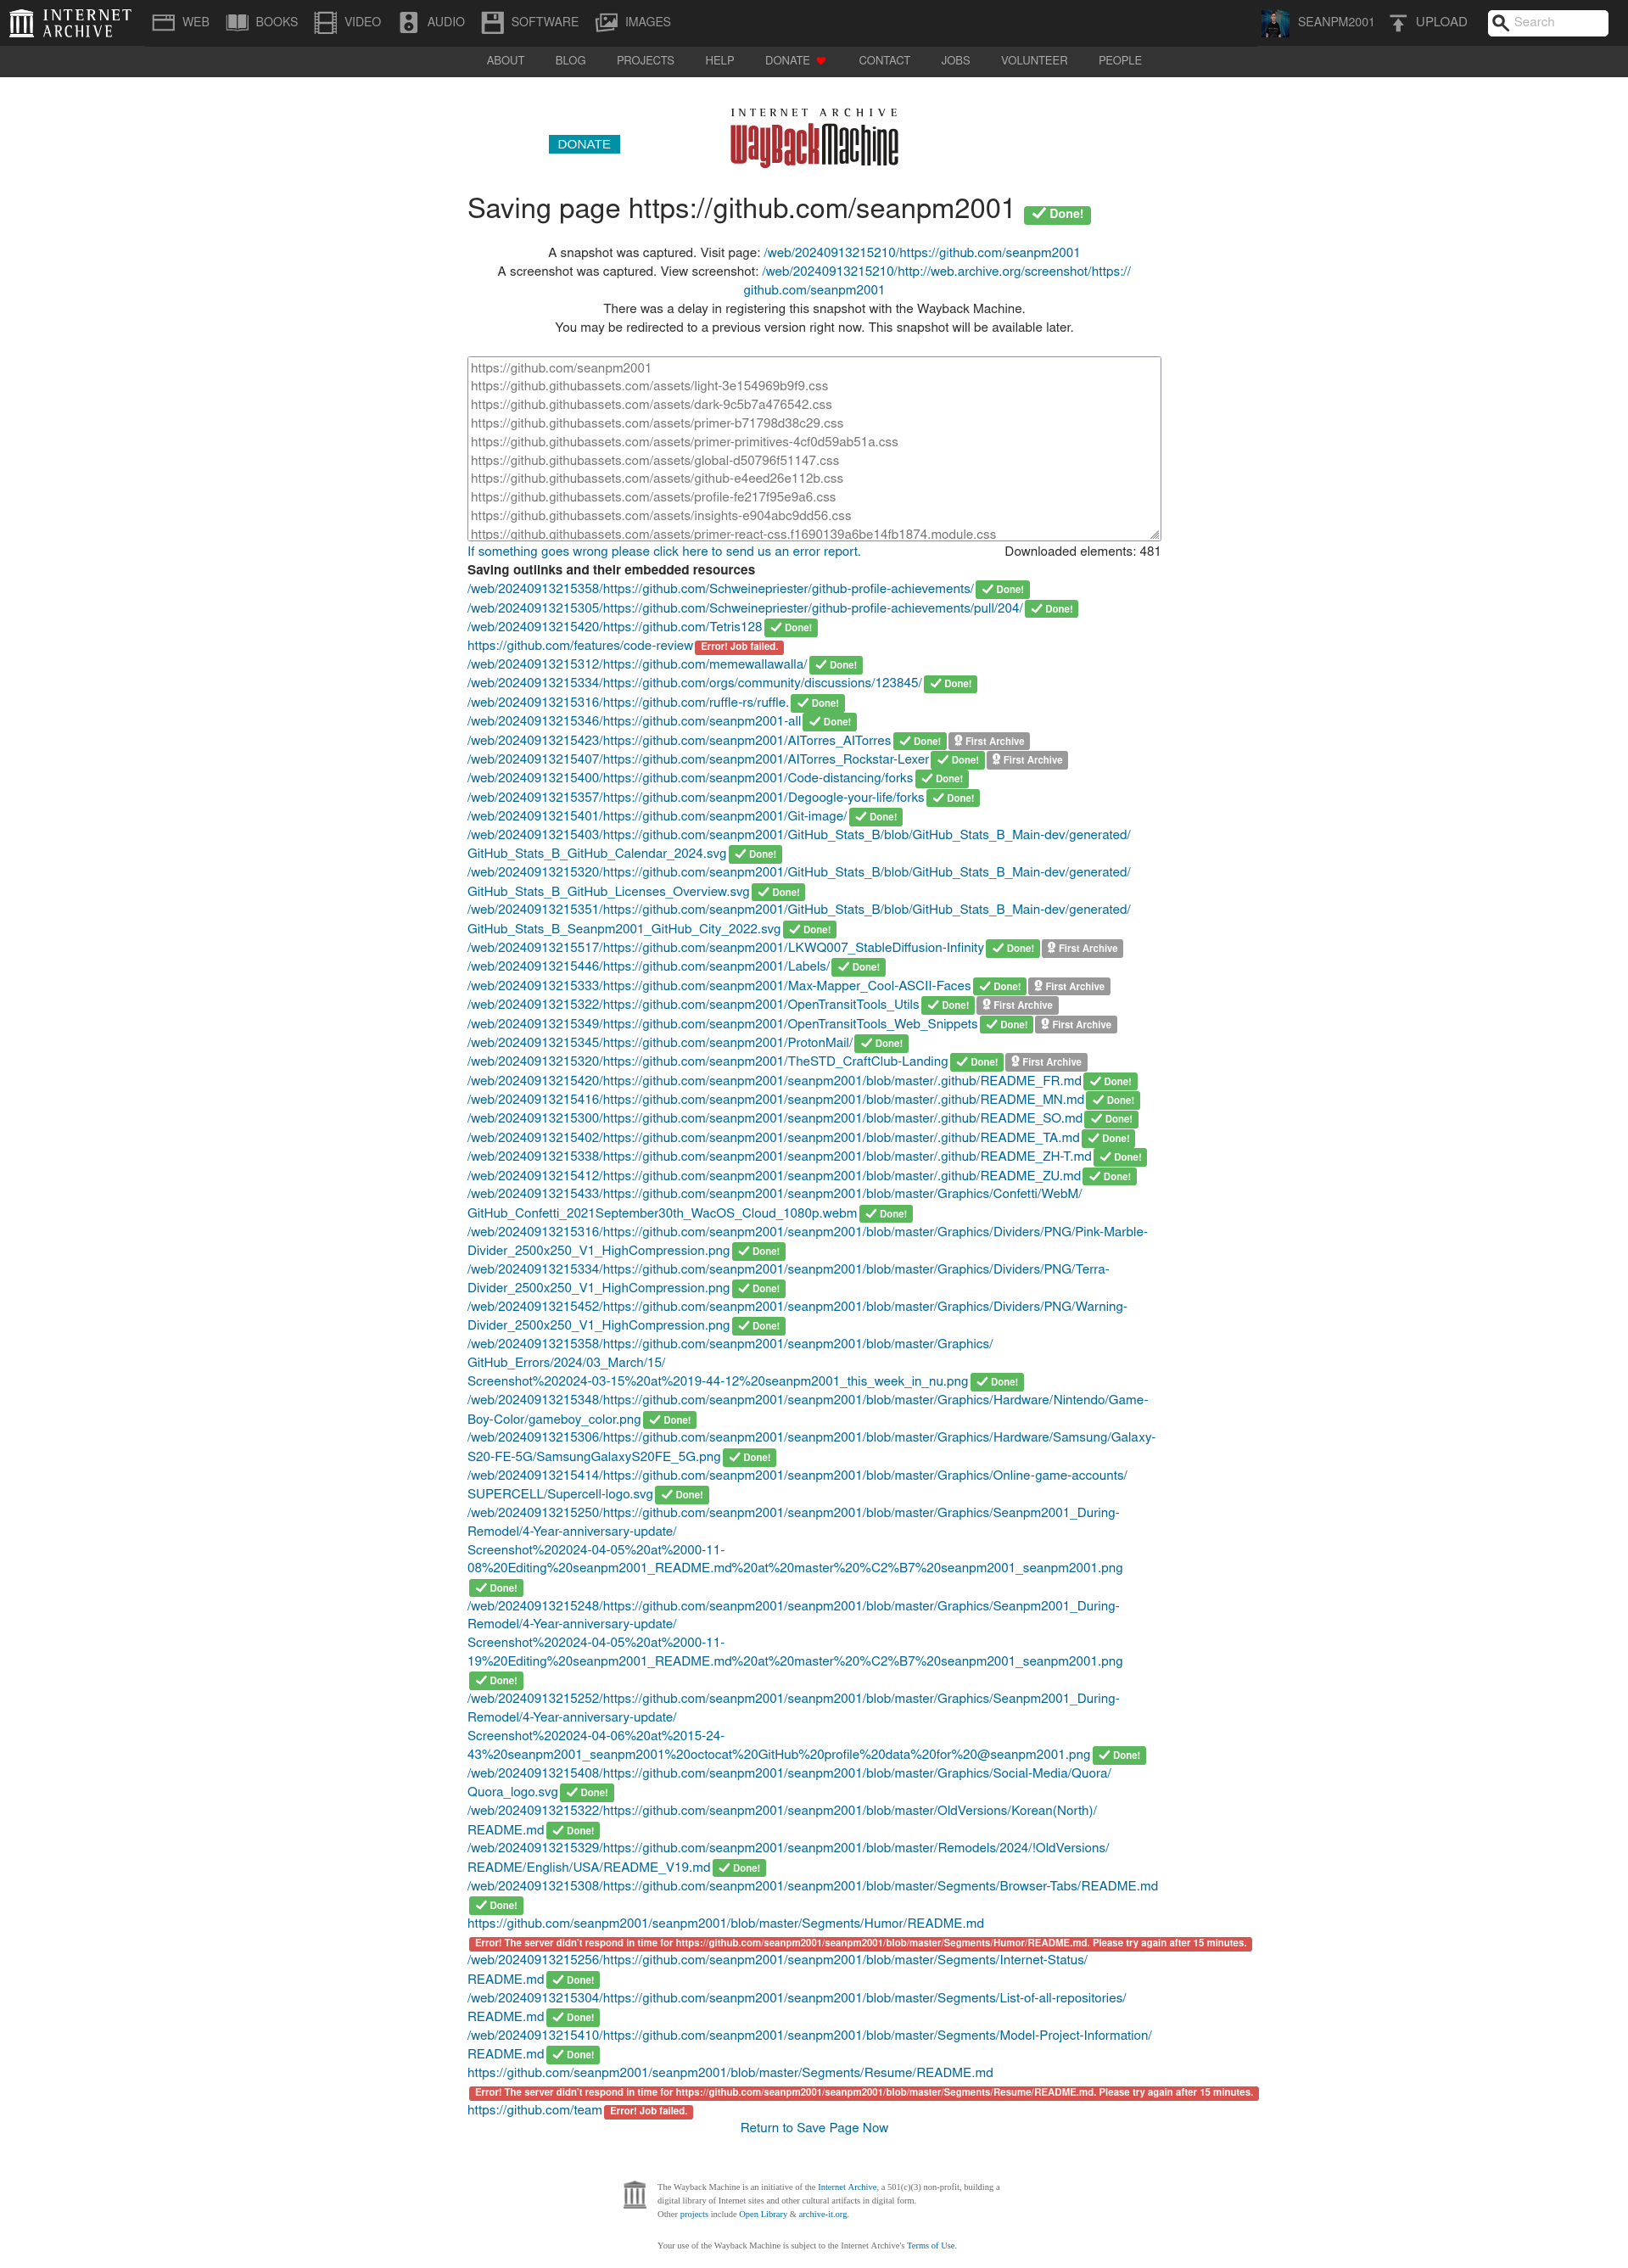 INTERNET ARCHIVE
WEB BOOKS VIDEO AUDIO SOFTWARE IMAGES SEANPM2001 UPLOAD Search
ABOUT BLOG PROJECTS HELP DONATE CONTACT JOBS VOLUNTEER PEOPLE
INTERNET ARCHIVE
DONATE WayBackMachine
Saving page https://github.com/seanpm2001 Done!
A snapshot was captured. Visit page: /web/20240913215210/https://github.com/seanpm2001
A screenshot was captured. View screenshot: /web/20240913215210/http://web.archive.org/screenshot/https://
github.com/seanpm2001
There was a delay in registering this snapshot with the Wayback Machine.
You may be redirected to a previous version right now. This snapshot will be available later.
https://github.com/seanpm2001
https://github.githubassets.com/assets/light-3e154969b9f9.css
https://github.githubassets.com/assets/dark-9c5b7a476542.css
https://github.githubassets.com/assets/primer-b71798d38c29.css
https://github.githubassets.com/assets/primer-primitives-4cf0d59ab51a.css
https://github.githubassets.com/assets/global-d50796f51147.css
https://github.githubassets.com/assets/github-e4eed26e112b.css
https://github.githubassets.com/assets/profile-fe217f95e9a6.css
https://github.githubassets.com/assets/insights-e904abc9dd56.css
https://github.githubassets.com/assets/primer-react-css.f1690139a6be14fb1874.module.css
If something goes wrong please click here to send us an error report. Downloaded elements: 481
Saving outlinks and their embedded resources
/web/20240913215358/https://github.com/Schweinepriester/github-profile-achievements/ Done!
/web/20240913215305/https://github.com/Schweinepriester/github-profile-achievements/pull/204/ Done!
/web/20240913215420/https://github.com/Tetris128 Done!
https://github.com/features/code-review Error! Job failed.
/web/20240913215312/https://github.com/memewallawalla/ Done!
/web/20240913215334/https://github.com/orgs/community/discussions/123845/ Done!
/web/20240913215316/https://github.com/ruffle-rs/ruffle. Done!
/web/20240913215346/https://github.com/seanpm2001-all Done!
/web/20240913215423/https://github.com/seanpm2001/AlTorres_AlTorres Done! First Archive
/web/20240913215407/https://github.com/seanpm2001/AlTorres_Rockstar-Lexer Done! First Archive
/web/20240913215400/https://github.com/seanpm2001/Code-distancing/forks Done!
/web/20240913215357/https://github.com/seanpm2001/Degoogle-your-life/forks Done!
/web/20240913215401/https://github.com/seanpm2001/Git-image/ Done!
/web/20240913215403/https://github.com/seanpm2001/GitHub_Stats_B/blob/GitHub_Stats_B_Main-dev/generated/
GitHub_Stats_B_GitHub_Calendar_2024.svg Done!
/web/20240913215320/https://github.com/seanpm2001/GitHub_Stats_B/blob/GitHub_Stats_B_Main-dev/generated/
GitHub_Stats_B_GitHub_Licenses_Overview.svg Done!
/web/20240913215351/https://github.com/seanpm2001/GitHub_Stats_B/blob/GitHub_Stats_B_Main-dev/generated/
GitHub_Stats_B_Seanpm2001_GitHub_City_2022.svg Done!
/web/20240913215517/https://github.com/seanpm2001/LKWQ007_StableDiffusion-Infinity Done! First Archive
/web/20240913215446/https://github.com/seanpm2001/Labels/ Done!
/web/20240913215333/https://github.com/seanpm2001/Max-Mapper_Cool-ASCII-Faces Done! First Archive
/web/20240913215322/https://github.com/seanpm2001/OpenTransitTools_Utils Done! First Archive
/web/20240913215349/https://github.com/seanpm2001/OpenTransitTools_Web_Snippets Done! First Archive
/web/20240913215345/https://github.com/seanpm2001/ProtonMail/ Done!
/web/20240913215320/https://github.com/seanpm2001/TheSTD_CraftClub-Landing Done! First Archive
/web/20240913215420/https://github.com/seanpm2001/seanpm2001/blob/master/.github/README_FR.md Done!
/web/20240913215416/https://github.com/seanpm2001/seanpm2001/blob/master/.github/README_MN.md Done!
/web/20240913215300/https://github.com/seanpm2001/seanpm2001/blob/master/.github/README_SO.md Done!
/web/20240913215402/https://github.com/seanpm2001/seanpm2001/blob/master/.github/README_TA.md Done!
/web/20240913215338/https://github.com/seanpm2001/seanpm2001/blob/master/.github/README_ZH-T.md Done!
/web/20240913215412/https://github.com/seanpm2001/seanpm2001/blob/master/.github/README_ZU.md Done!
/web/20240913215433/https://github.com/seanpm2001/seanpm2001/blob/master/Graphics/Confetti/WebM/
GitHub_Confetti_2021September30th_WacOS_Cloud_1080p.webm Done!
/web/20240913215316/https://github.com/seanpm2001/seanpm2001/blob/master/Graphics/Dividers/PNG/Pink-Marble-
Divider_2500x250_V1_HighCompression.png Done!
/web/20240913215334/https://github.com/seanpm2001/seanpm2001/blob/master/Graphics/Dividers/PNG/Terra-
Divider_2500x250_V1_HighCompression.png Done!
/web/20240913215452/https://github.com/seanpm2001/seanpm2001/blob/master/Graphics/Dividers/PNG/Warning-
Divider_2500x250_V1_HighCompression.png Done!
/web/20240913215358/https://github.com/seanpm2001/seanpm2001/blob/master/Graphics/
GitHub_Errors/2024/03_March/15/
Screenshot%202024-03-15%20at%2019-44-12%20seanpm2001_this_week_in_nu.png Done!
/web/20240913215348/https://github.com/seanpm2001/seanpm2001/blob/master/Graphics/Hardware/Nintendo/Game-
Boy-Color/gameboy_color.png Done!
/web/20240913215306/https://github.com/seanpm2001/seanpm2001/blob/master/Graphics/Hardware/Samsung/Galaxy-
S20-FE-5G/SamsungGalaxyS20FE_5G.png Done!
/web/20240913215414/https://github.com/seanpm2001/seanpm2001/blob/master/Graphics/Online-game-accounts/
SUPERCELL/Supercell-logo.svg Done!
/web/20240913215250/https://github.com/seanpm2001/seanpm2001/blob/master/Graphics/Seanpm2001_During-
Remodel/4-Year-anniversary-update/
Screenshot%202024-04-05%20at%2000-11-
08%20Editing%20seanpm2001_README.md%20at%20master%20%C2%B7%20seanpm2001_seanpm2001.png
Done!
/web/20240913215248/https://github.com/seanpm2001/seanpm2001/blob/master/Graphics/Seanpm2001_During-
Remodel/4-Year-anniversary-update/
Screenshot%202024-04-05%20at%2000-11-
19%20Editing%20seanpm2001_README.md%20at%20master%20%C2%B7%20seanpm2001_seanpm2001.png
Done!
/web/20240913215252/https://github.com/seanpm2001/seanpm2001/blob/master/Graphics/Seanpm2001_During-
Remodel/4-Year-anniversary-update/
Screenshot%202024-04-06%20at%2015-24-
43%20seanpm2001_seanpm2001%20octocat%20GitHub%20profile%20data%20for%20@seanpm2001.png Done!
/web/20240913215408/https://github.com/seanpm2001/seanpm2001/blob/master/Graphics/Social-Media/Quora/
Quora_logo.svg Done!
/web/20240913215322/https://github.com/seanpm2001/seanpm2001/blob/master/OldVersions/Korean(North)/
README.md Done!
/web/20240913215329/https://github.com/seanpm2001/seanpm2001/blob/master/Remodels/2024/!OldVersions/
README/English/USA/README_V19.md Done!
/web/20240913215308/https://github.com/seanpm2001/seanpm2001/blob/master/Segments/Browser-Tabs/README.md
Done!
https://github.com/seanpm2001/seanpm2001/blob/master/Segments/Humor/README.md
Error! The server didn't respond in time for https://github.com/seanpm2001/seanpm2001/blob/master/Segments/Humor/README.md. Please try again after 15 minutes.
/web/20240913215256/https://github.com/seanpm2001/seanpm2001/blob/master/Segments/Internet-Status/
README.md Done!
/web/20240913215304/https://github.com/seanpm2001/seanpm2001/blob/master/Segments/List-of-all-repositories/
README.md Done!
/web/20240913215410/https://github.com/seanpm2001/seanpm2001/blob/master/Segments/Model-Project-Information/
README.md Done!
https://github.com/seanpm2001/seanpm2001/blob/master/Segments/Resume/README.md
Error! The server didn't respond in time for https://github.com/seanpm2001/seanpm2001/blob/master/Segments/Resume/README.md. Please try again after 15 minutes.
https://github.com/team Error! Job failed.
Return to Save Page Now
The Wayback Machine is an initiative of the Internet Archive, a 501(c)(3) non-profit, building a
digital library of Internet sites and other cultural artifacts in digital form.
Other projects include Open Library & archive-it.org.
Your use of the Wayback Machine is subject to the Internet Archive's Terms of Use.